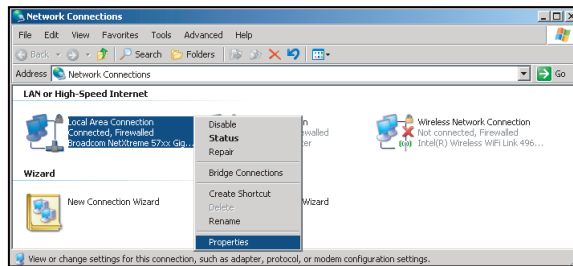 Network Connections
File Edit View Favorites Tools Advanced Help
Back Search Folders
Address Network Connections Go
LAN or High-Speed Internet
Local Area Connection
Connected, Firewalled
Broadcom NetXtreme 57xx Gig...
Wireless Network Connection
Not connected, Firewalled
Intel(R) Wireless WiFi Link 496...
Disable
Status
Repair
Bridge Connections
Create Shortcut
Delete
Rename
Properties
Wizard
New Connection Wizard
Wizard
View or change settings for this connection, such as adapter, protocol, or modem configuration settings.